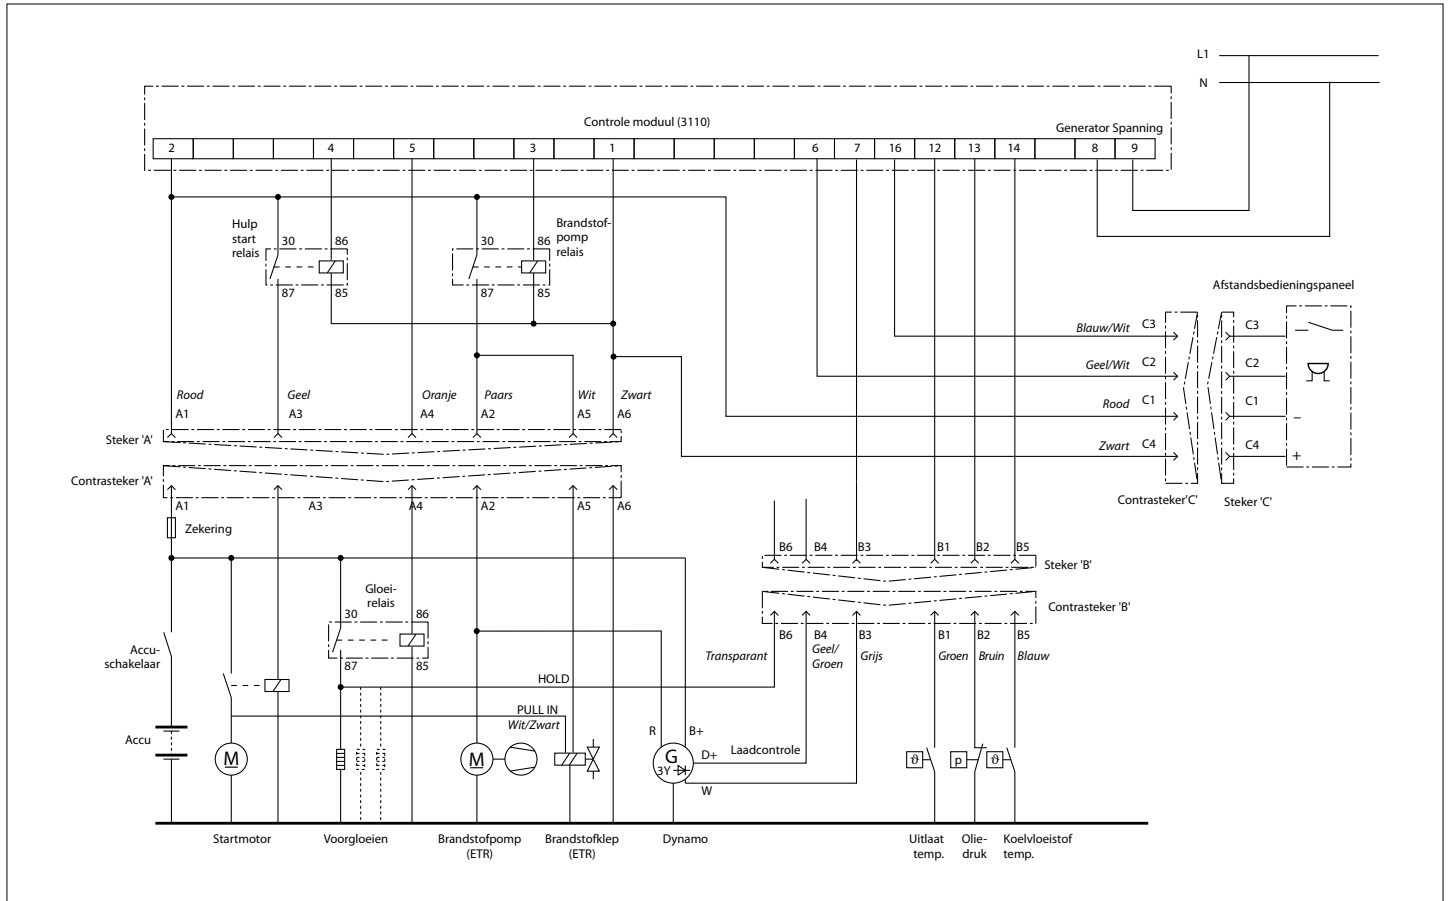 L1
N
Controle moduul (3110)
Generator Spanning
2 4 5 3 1 6 7 16 12 13 14 8 9
Hulp
start
relais
30 86
87 85
Brandstof-
pomp
relais
30 86
87 85
Afstandsbedieningspaneel
Blauw/Wit C3 C3
Geel/Wit C2 C2
Rood C1 C1 −
Zwart C4 C4 +
Contrasteker'C' Steker 'C'
Rood Geel Oranje Paars Wit Zwart
A1 A3 A4 A2 A5 A6
Steker 'A'
Contrasteker 'A'
A1 A3 A4 A2 A5 A6
Zekering
B6 B4 B3 B1 B2 B5
Steker 'B'
Contrasteker 'B'
B6 B4 B3 B1 B2 B5
Transparant
Geel/
Groen
Grijs Groen Bruin Blauw
Gloei-
relais
30 86
87 85
Accu-
schakelaar
HOLD
PULL IN
Wit/Zwart
Accu
M
M
R B+
G
3Y
D+ Laadcontrole
W
ϑ p ϑ
Startmotor
Voorgloeien
Brandstofpomp
(ETR)
Brandstofklep
(ETR)
Dynamo
Uitlaat
temp.
Olie-
druk
Koelvloeistof
temp.